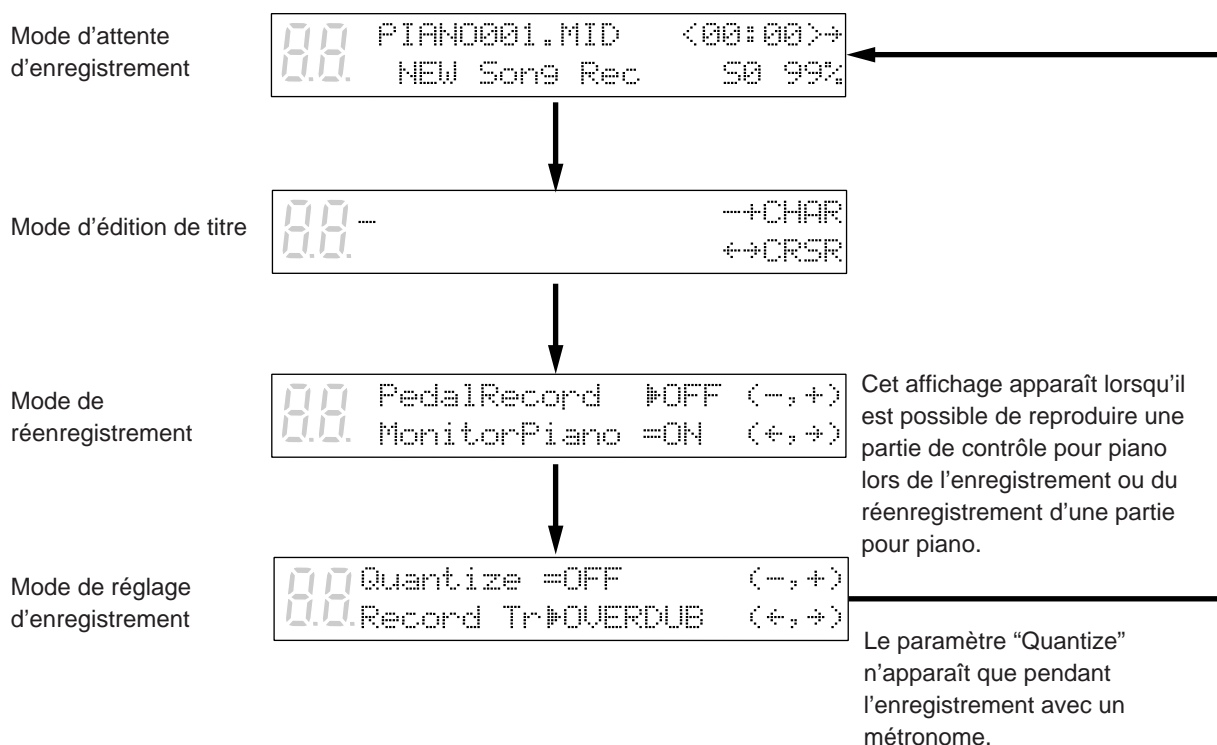 Mode d'attente
d'enregistrement
PIANO001.MID <00:00>→
NEW Song Rec S0 99%
Mode d'édition de titre
_ −+CHAR
←→CRSR
Mode de
réenregistrement
PedalRecord ▶OFF (−,+)
MonitorPiano =ON (←,→)
Cet affichage apparaît lorsqu'il
est possible de reproduire une
partie de contrôle pour piano
lors de l'enregistrement ou du
réenregistrement d'une partie
pour piano.
Mode de réglage
d'enregistrement
Quantize =OFF (−,+)
Record Tr▶OVERDUB (←,→)
Le paramètre “Quantize”
n'apparaît que pendant
l'enregistrement avec un
métronome.